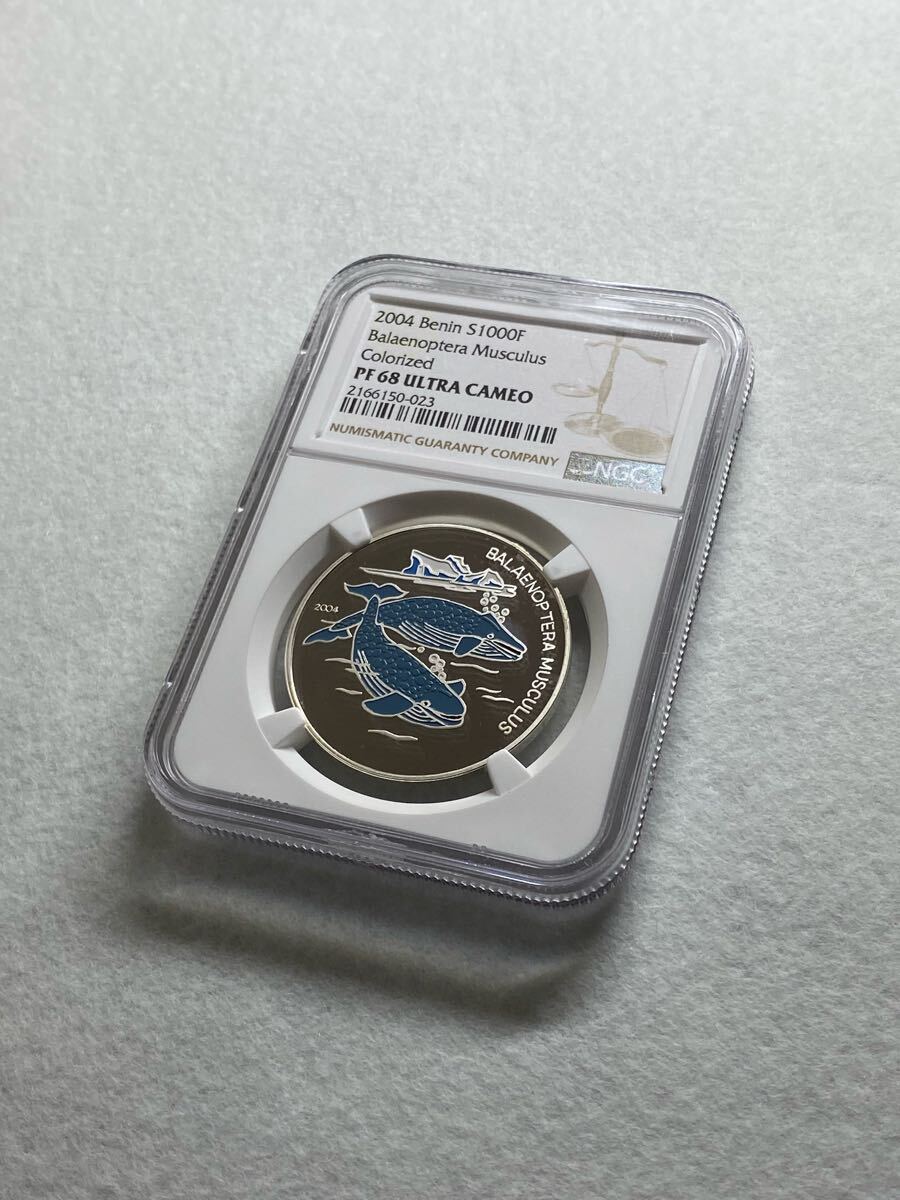 2004 Benin S1000F
Balaenoptera Musculus
Colorized
PF 68 ULTRA CAMEO
2166150-023
NUMISMATIC GUARANTY COMPANY
NGC
BALAENOPTERA MUSCULUS
2004